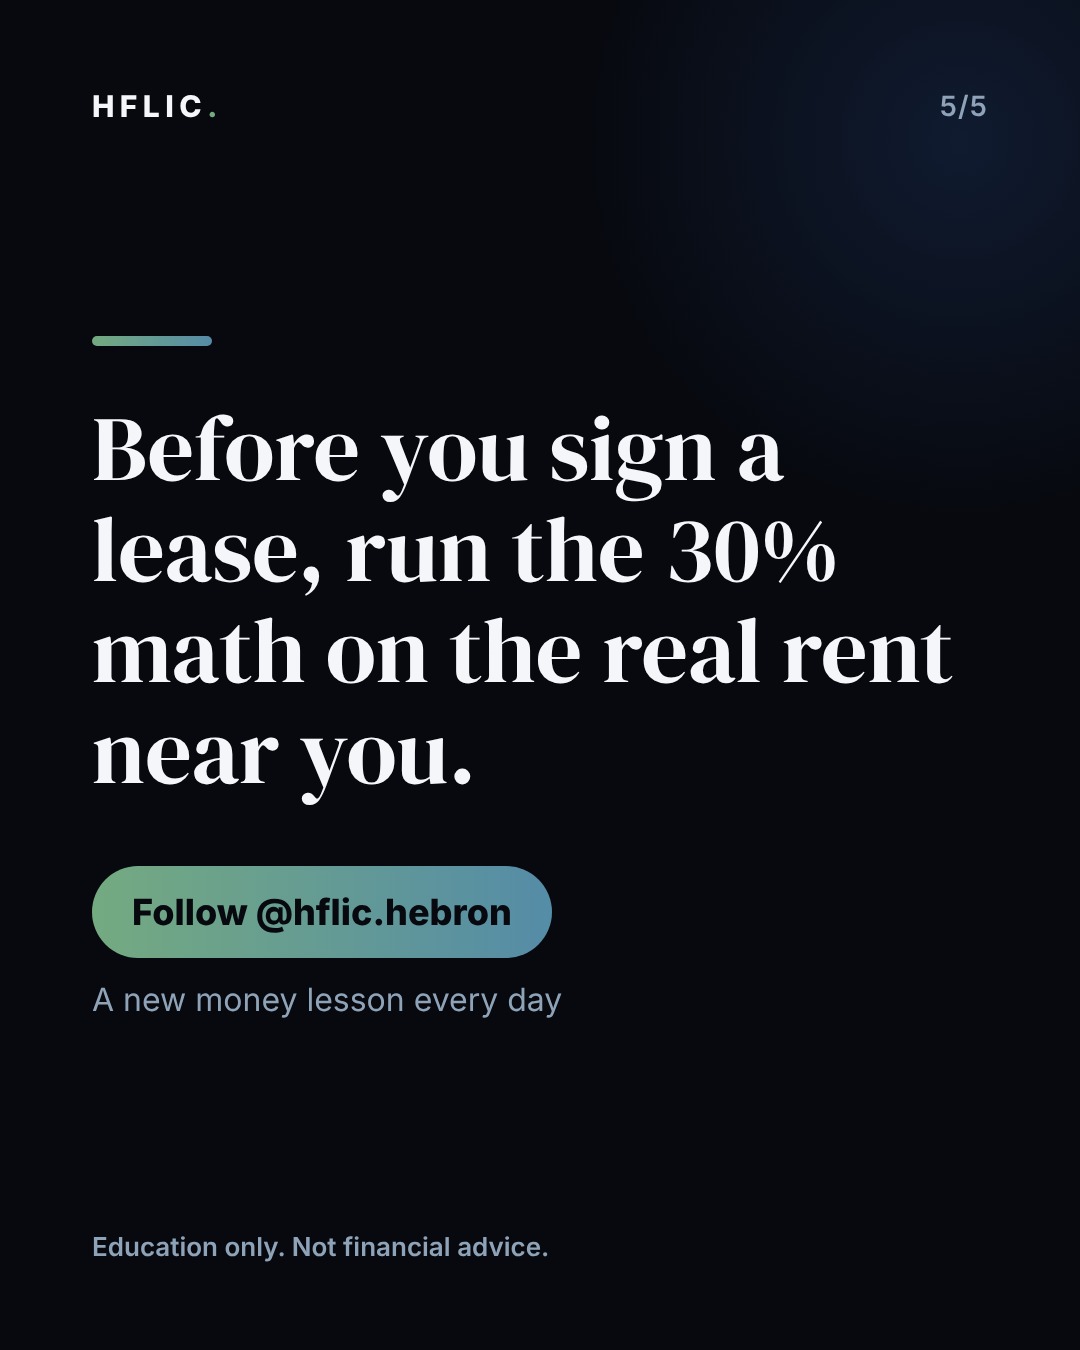 HFLIC.
5/5
Before you sign a
lease, run the 30%
math on the real rent
near you.
Follow @hflic.hebron
A new money lesson every day
Education only. Not financial advice.